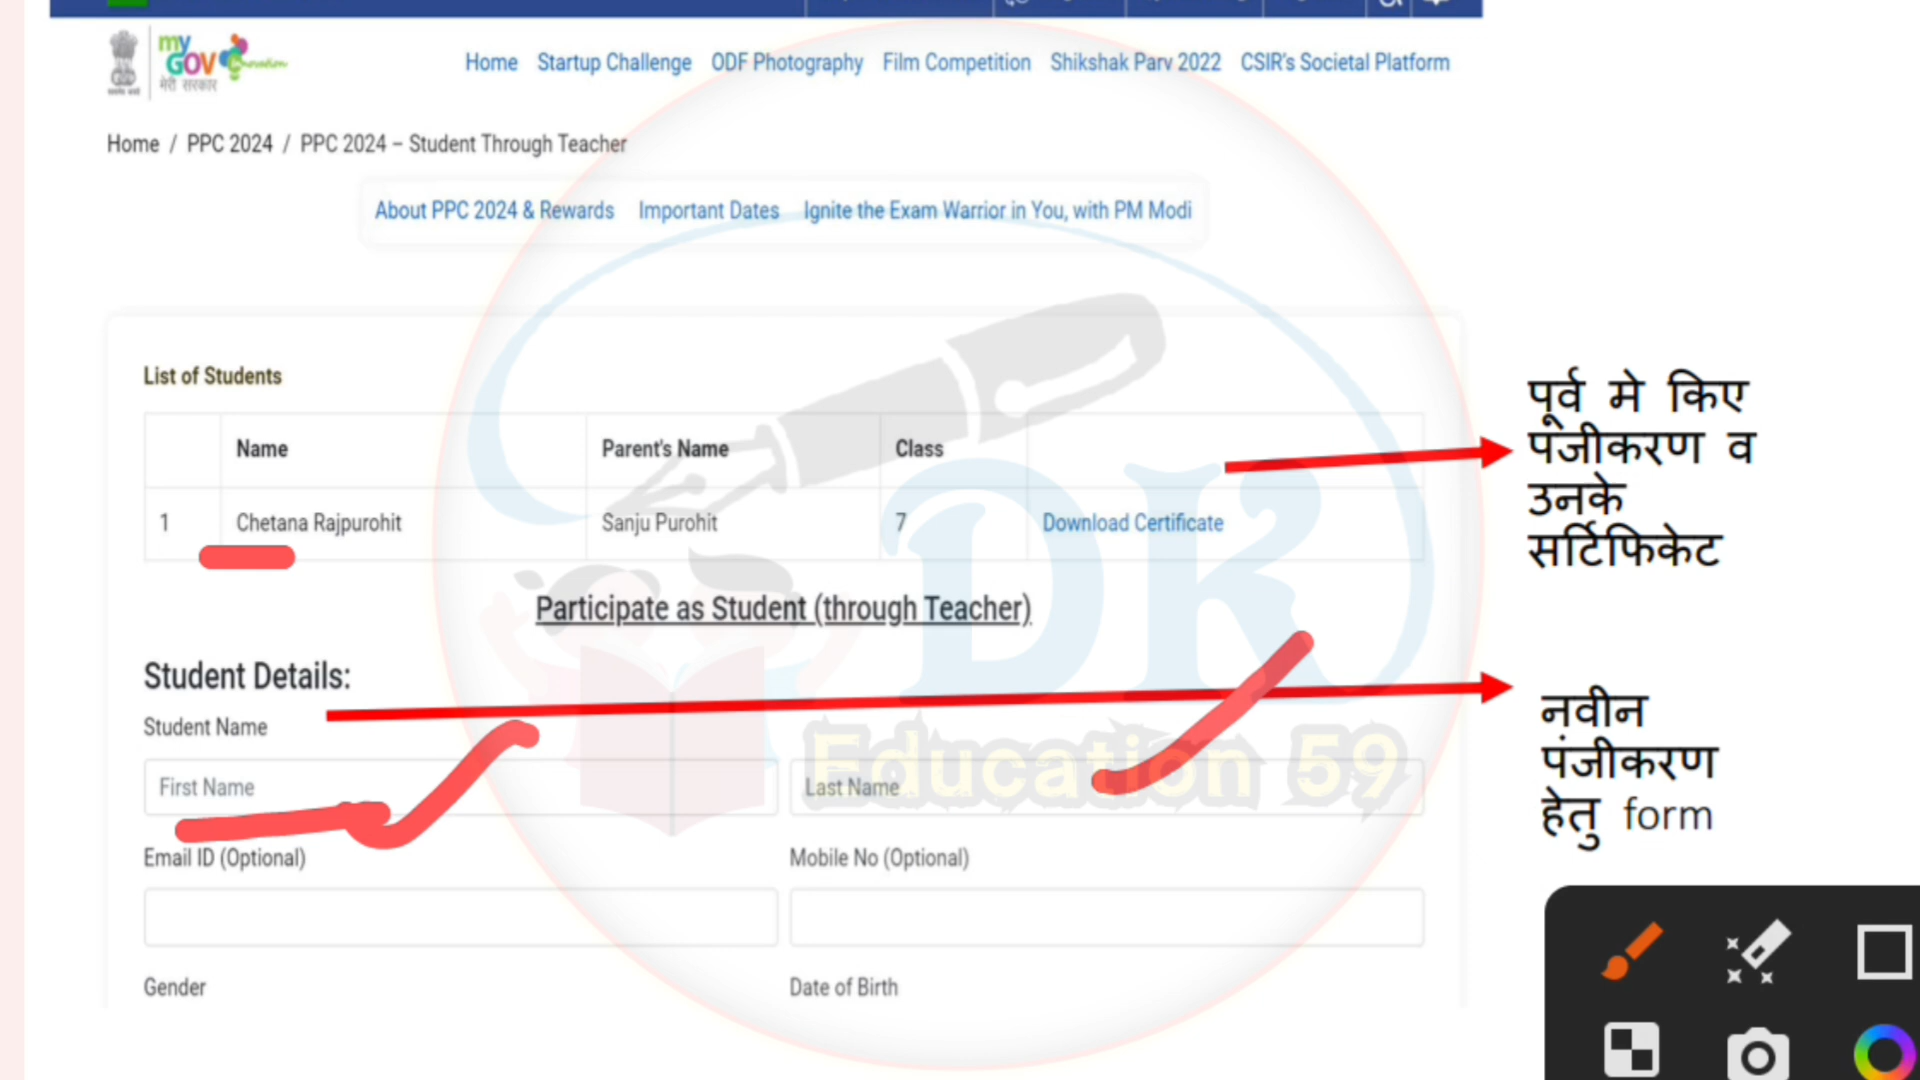 my
GOV
मेरी सरकार
Home Startup Challenge ODF Photography Film Competition Shikshak Parv 2022 CSIR's Societal Platform
Home / PPC 2024 / PPC 2024 – Student Through Teacher
About PPC 2024 & Rewards Important Dates Ignite the Exam Warrior in You, with PM Modi
List of Students
Name Parent's Name Class
1 Chetana Rajpurohit Sanju Purohit 7 Download Certificate
पूर्व मे किए
पंजीकरण व
उनके
सर्टिफिकेट
DK
Participate as Student (through Teacher)
Student Details:
Student Name
Education 59
First Name Last Name
नवीन
पंजीकरण
हेतु form
Email ID (Optional) Mobile No (Optional)
Gender Date of Birth